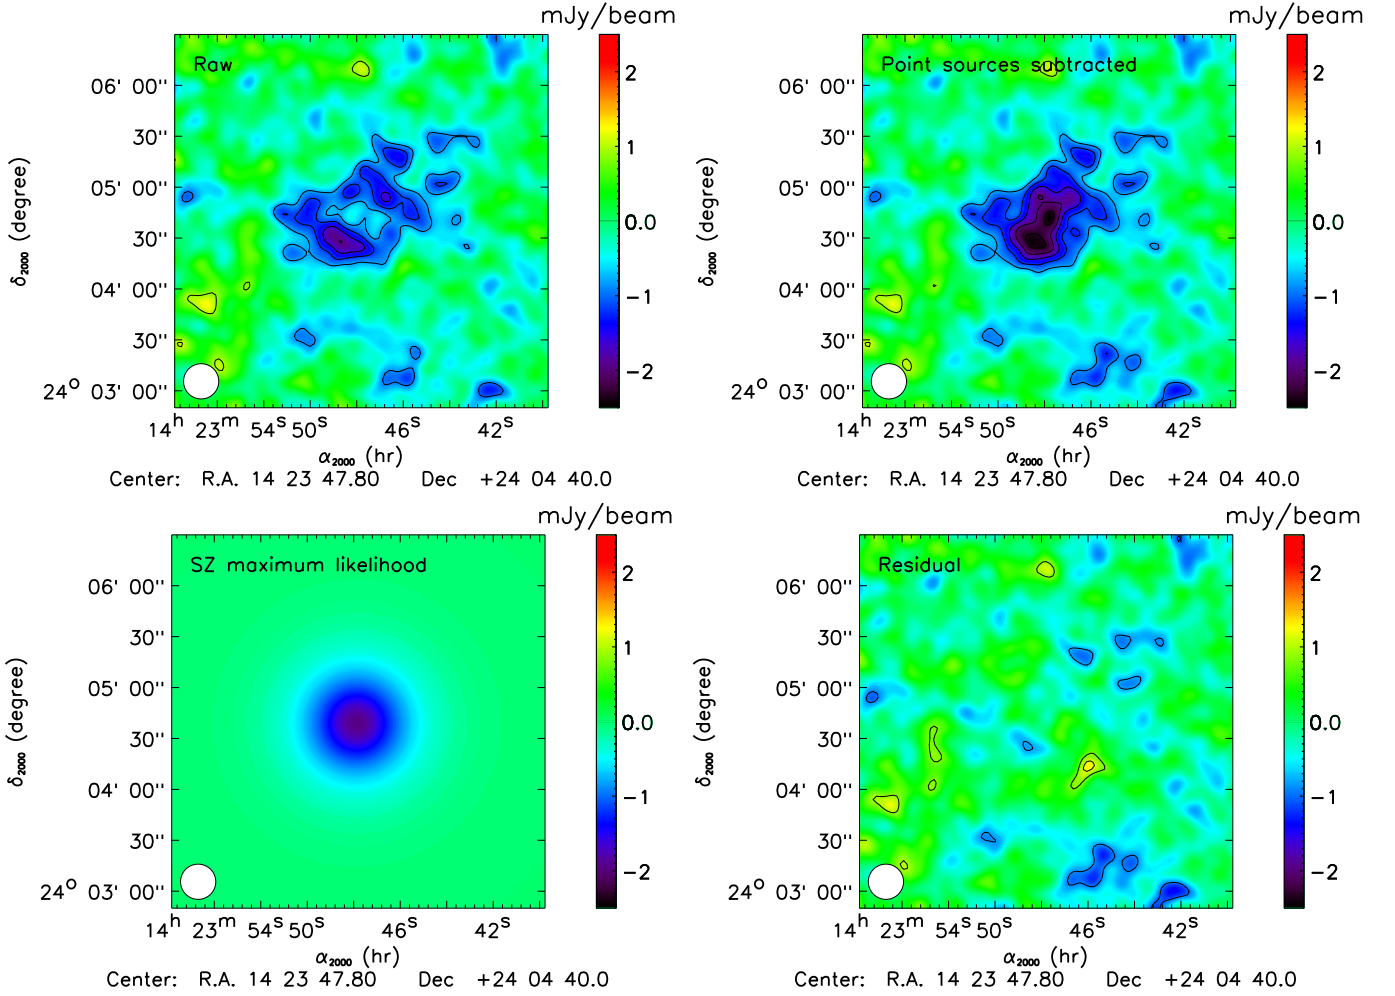 mJy/beam
Raw
2
1
0.0
−1
−2
06' 00''
30''
05' 00''
30''
04' 00''
30''
24° 03' 00''
δ2000 (degree)
14h 23m 54s 50s 46s 42s
α2000 (hr)
Center: R.A. 14 23 47.80 Dec +24 04 40.0
mJy/beam
Point sources subtracted
2
1
0.0
−1
−2
06' 00''
30''
05' 00''
30''
04' 00''
30''
24° 03' 00''
δ2000 (degree)
14h 23m 54s 50s 46s 42s
α2000 (hr)
Center: R.A. 14 23 47.80 Dec +24 04 40.0
mJy/beam
SZ maximum likelihood
2
1
0.0
−1
−2
06' 00''
30''
05' 00''
30''
04' 00''
30''
24° 03' 00''
δ2000 (degree)
14h 23m 54s 50s 46s 42s
α2000 (hr)
Center: R.A. 14 23 47.80 Dec +24 04 40.0
mJy/beam
Residual
2
1
0.0
−1
−2
06' 00''
30''
05' 00''
30''
04' 00''
30''
24° 03' 00''
δ2000 (degree)
14h 23m 54s 50s 46s 42s
α2000 (hr)
Center: R.A. 14 23 47.80 Dec +24 04 40.0